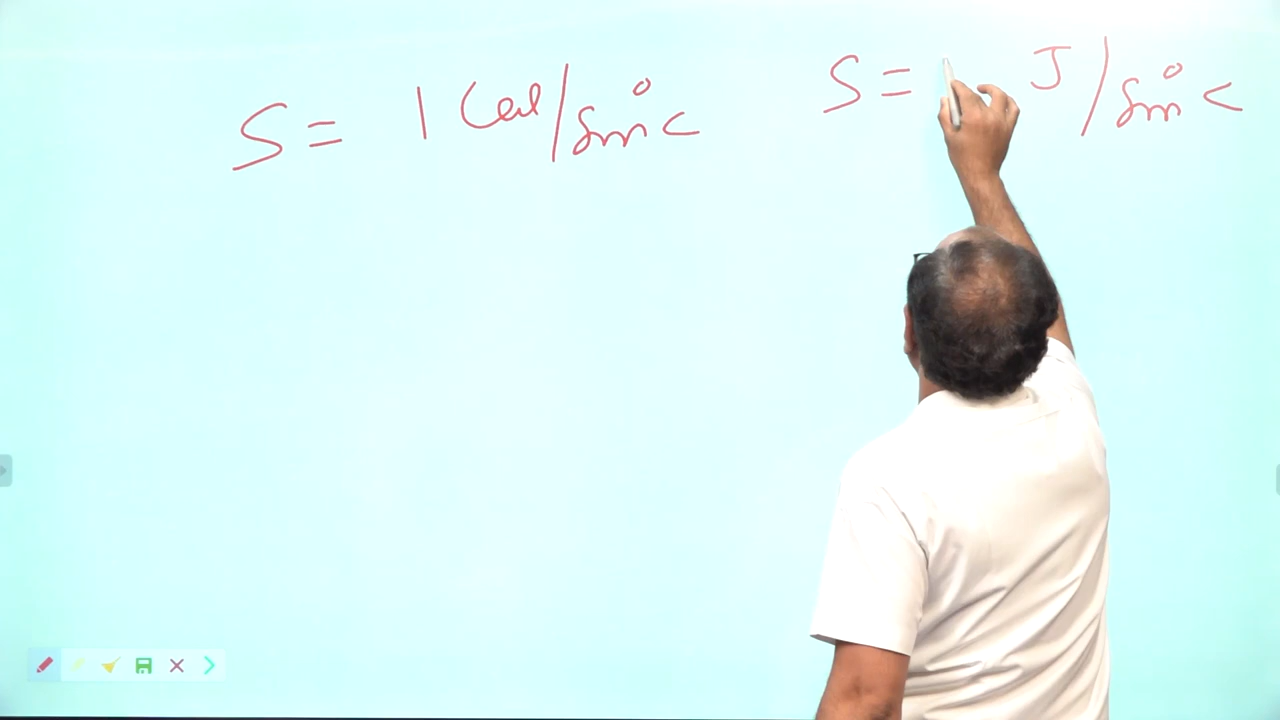 S = 1 Cal/gm°c
S = J/gm°c